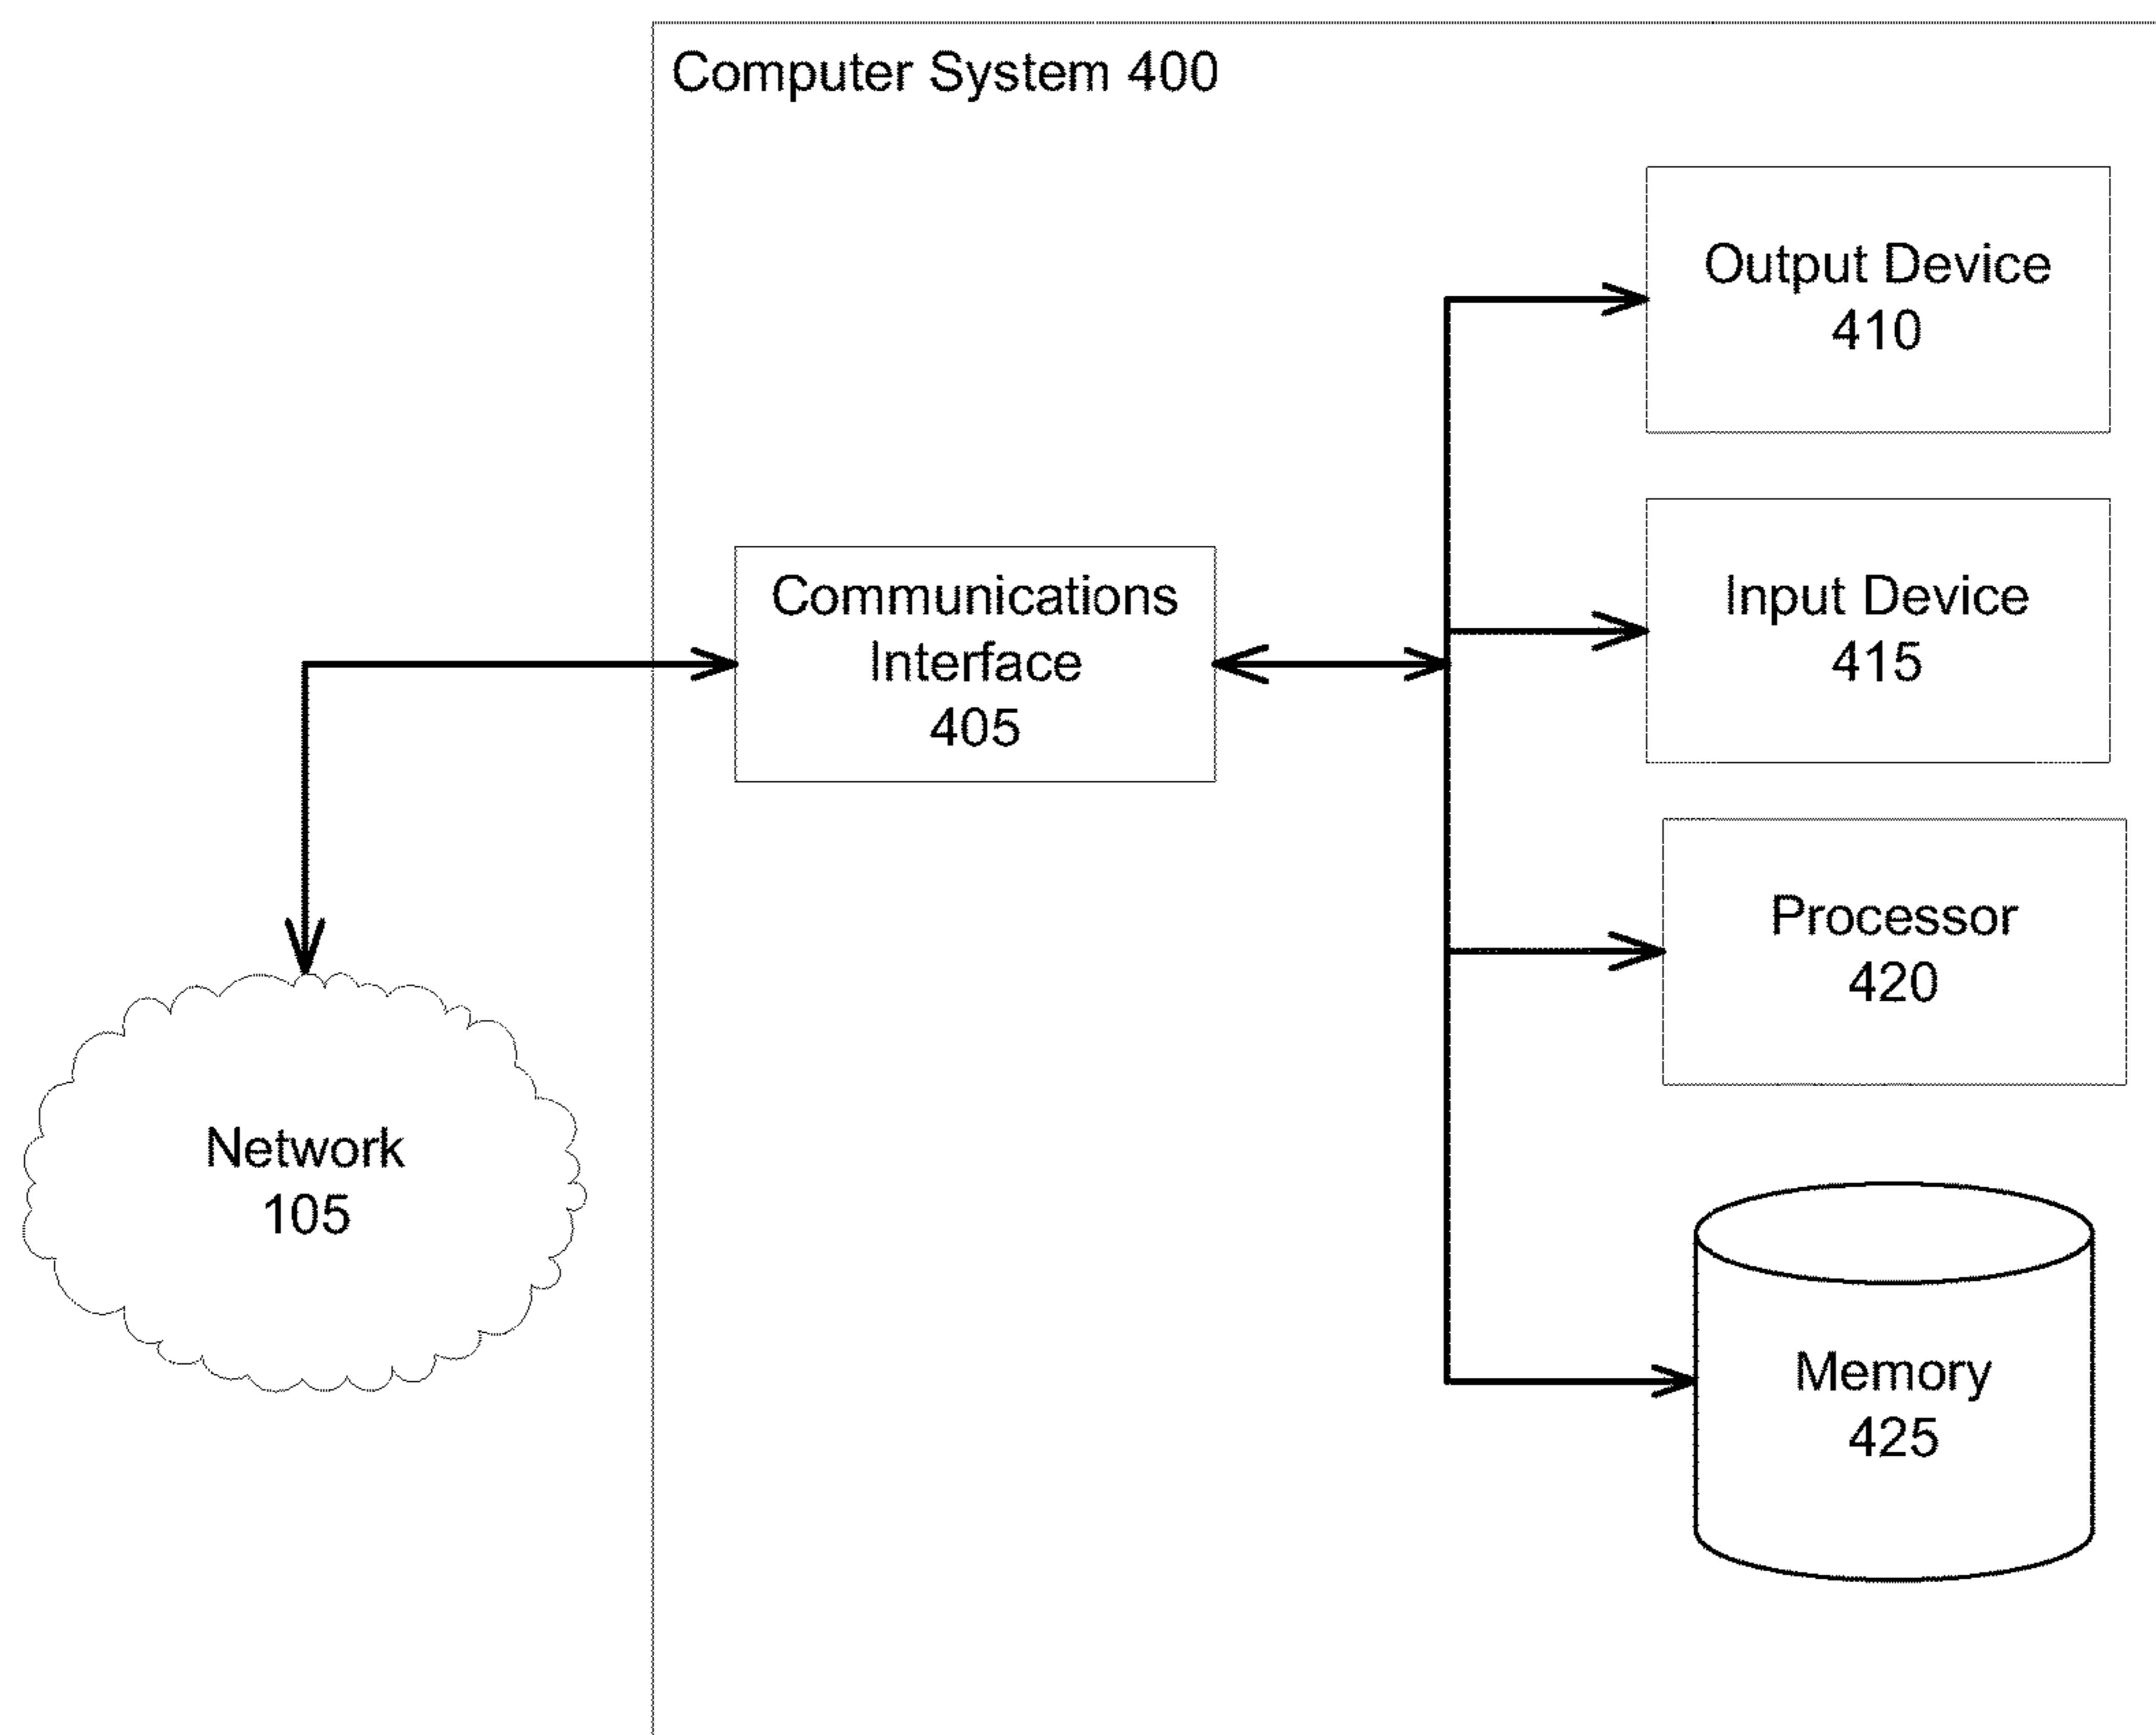 Computer System 400
Output Device
410
Communications
Interface
405
Input Device
415
Processor
420
Network
105
Memory
425